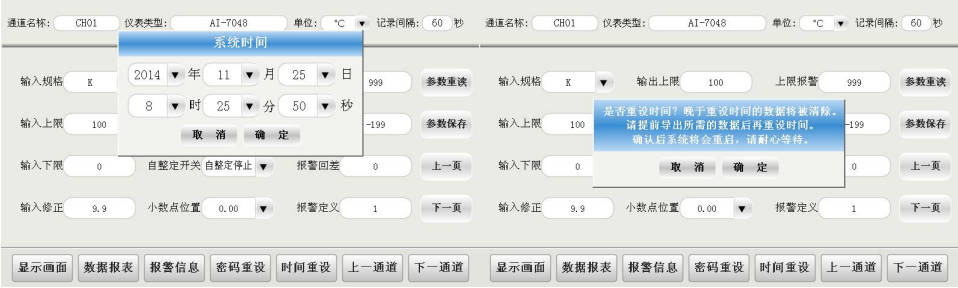 通道名称: CH01 仪表类型: AI-7048 单位: °C 记录间隔: 60 秒
系统时间
2014 年 11 月 25 日
8 时 25 分 50 秒
取 消 确 定
输入规格 K 999 参数重读
输入上限 100 -199 参数保存
输入下限 0 自整定开关 自整定停止 报警回差 0 上一页
输入修正 9.9 小数点位置 0.00 报警定义 1 下一页
显示画面 数据报表 报警信息 密码重设 时间重设 上一通道 下一通道
通道名称: CH01 仪表类型: AI-7048 单位: °C 记录间隔: 60 秒
输入规格 K 输出上限 100 上限报警 999 参数重读
是否重设时间？晚于重设时间的数据将被清除。
请提前导出所需的数据后再重设时间。
确认后系统将会重启，请耐心等待。
取 消 确 定
输入上限 100 -199 参数保存
输入下限 0 0 上一页
输入修正 9.9 小数点位置 0.00 报警定义 1 下一页
显示画面 数据报表 报警信息 密码重设 时间重设 上一通道 下一通道